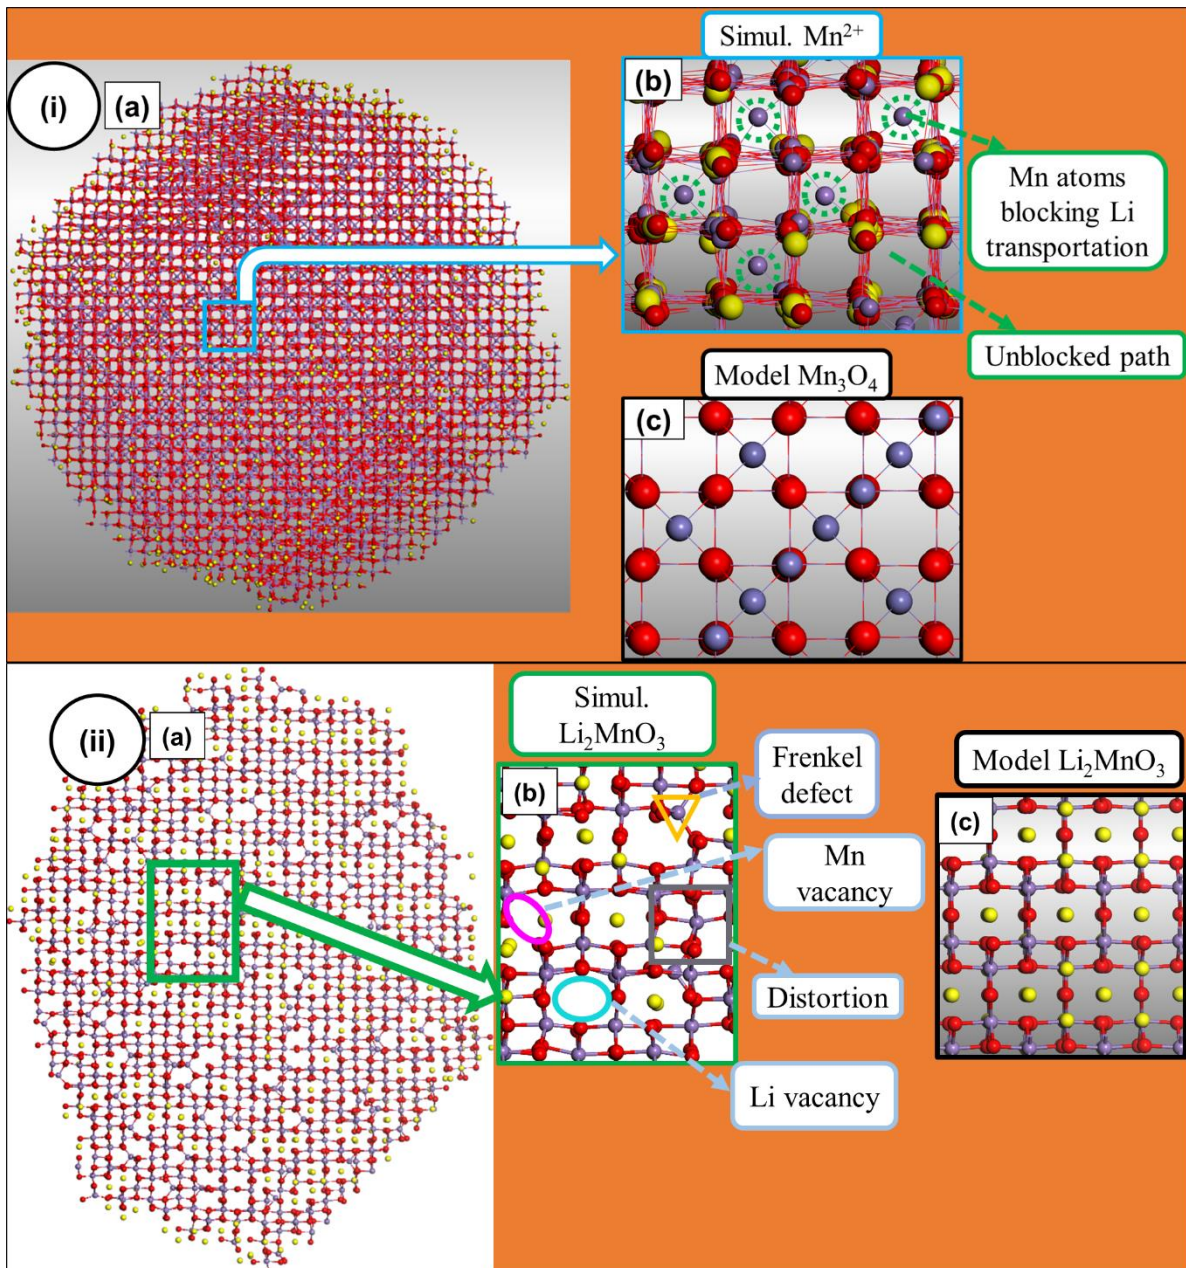 Simul. Mn²⁺
(i)
(a)
(b)
Mn atoms
blocking Li
transportation
Unblocked path
Model Mn₃O₄
(c)
(ii)
(a)
Simul.
Li₂MnO₃
(b)
Frenkel
defect
Mn
vacancy
Distortion
Li vacancy
Model Li₂MnO₃
(c)